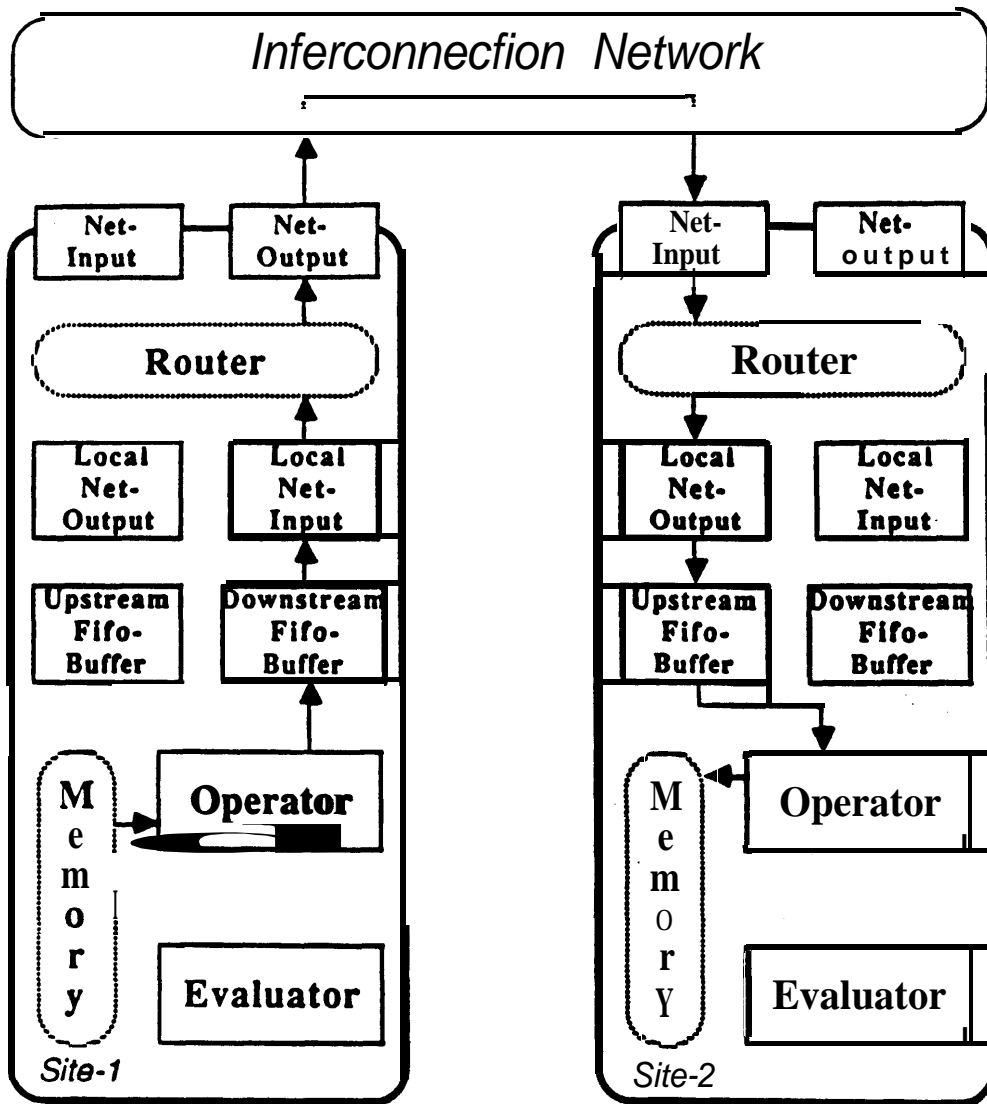 Inferconnecfion Network
Net-
Input
Net-
Output
Router
Local
Net-
Output
Local
Net-
Input
Upstream
Fifo-
Buffer
Downstream
Fifo-
Buffer
M
e
m
o
r
y
Operator
Evaluator
Site-1
Net-
Input
Net-
output
Router
Local
Net-
Output
Local
Net-
Input
Upstream
Fifo-
Buffer
Downstream
Fifo-
Buffer
M
e
m
o
r
Y
Operator
Evaluator
Site-2